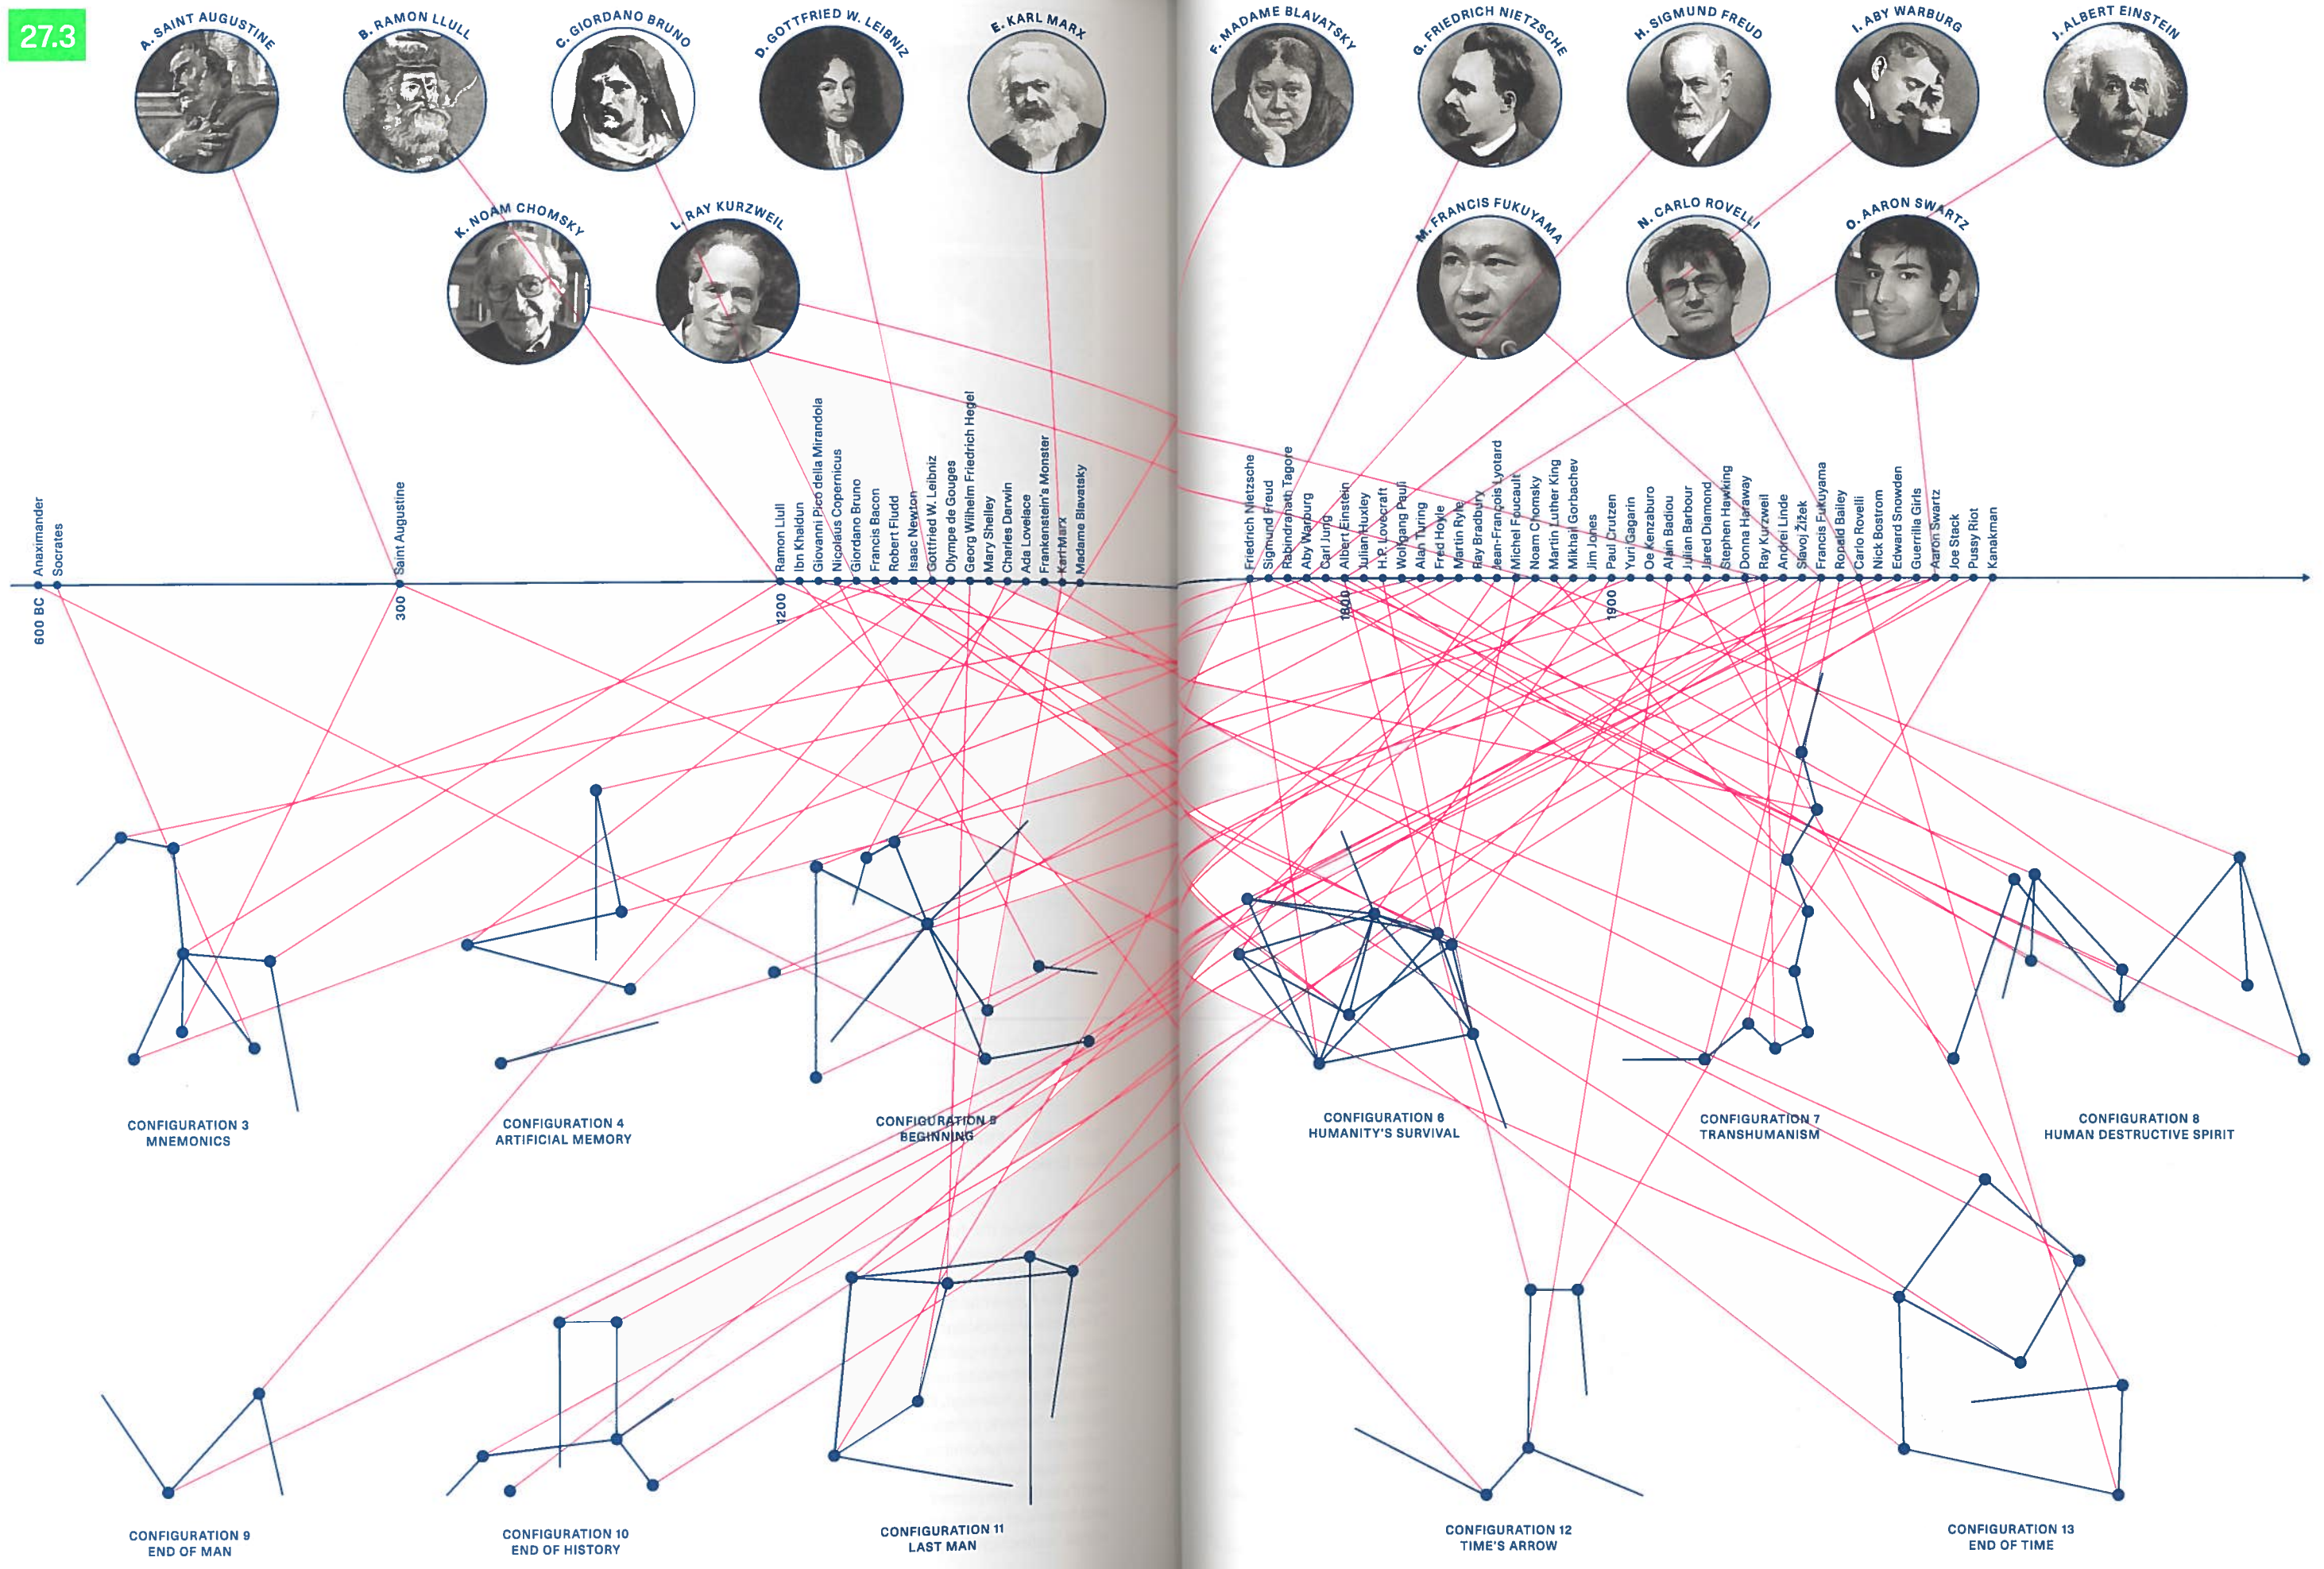 27.3
A. SAINT AUGUSTINE
B. RAMON LLULL
C. GIORDANO BRUNO
D. GOTTFRIED W. LEIBNIZ
E. KARL MARX
F. MADAME BLAVATSKY
G. FRIEDRICH NIETZSCHE
H. SIGMUND FREUD
I. ABY WARBURG
J. ALBERT EINSTEIN
K. NOAM CHOMSKY
L. RAY KURZWEIL
M. FRANCIS FUKUYAMA
N. CARLO ROVELLI
O. AARON SWARTZ
Anaximander
Socrates
Saint Augustine
Ramon Llull
Ibn Khaldun
Giovanni Pico della Mirandola
Nicolaus Copernicus
Giordano Bruno
Francis Bacon
Robert Fludd
Isaac Newton
Gottfried W. Leibniz
Olympe de Gouges
Georg Wilhelm Friedrich Hegel
Mary Shelley
Charles Darwin
Ada Lovelace
Frankenstein's Monster
Karl Marx
Madame Blavatsky
Friedrich Nietzsche
Sigmund Freud
Rabindranath Tagore
Aby Warburg
Carl Jung
Albert Einstein
Julian Huxley
H.P. Lovecraft
Wolfgang Pauli
Alan Turing
Fred Hoyle
Martin Ryle
Ray Bradbury
Jean-François Lyotard
Michel Foucault
Noam Chomsky
Martin Luther King
Mikhail Gorbachev
Jim Jones
Paul Crutzen
Yuri Gagarin
Oe Kenzaburo
Alain Badiou
Julian Barbour
Jared Diamond
Stephen Hawking
Donna Haraway
Ray Kurzweil
Andrei Linde
Slavoj Žižek
Francis Fukuyama
Ronald Bailey
Carlo Rovelli
Nick Bostrom
Edward Snowden
Guerrilla Girls
Aaron Swartz
Joe Stack
Pussy Riot
Kanakman
600 BC
300
1200
1800
1900
CONFIGURATION 3
MNEMONICS
CONFIGURATION 4
ARTIFICIAL MEMORY
CONFIGURATION 5
BEGINNING
CONFIGURATION 6
HUMANITY'S SURVIVAL
CONFIGURATION 7
TRANSHUMANISM
CONFIGURATION 8
HUMAN DESTRUCTIVE SPIRIT
CONFIGURATION 9
END OF MAN
CONFIGURATION 10
END OF HISTORY
CONFIGURATION 11
LAST MAN
CONFIGURATION 12
TIME'S ARROW
CONFIGURATION 13
END OF TIME